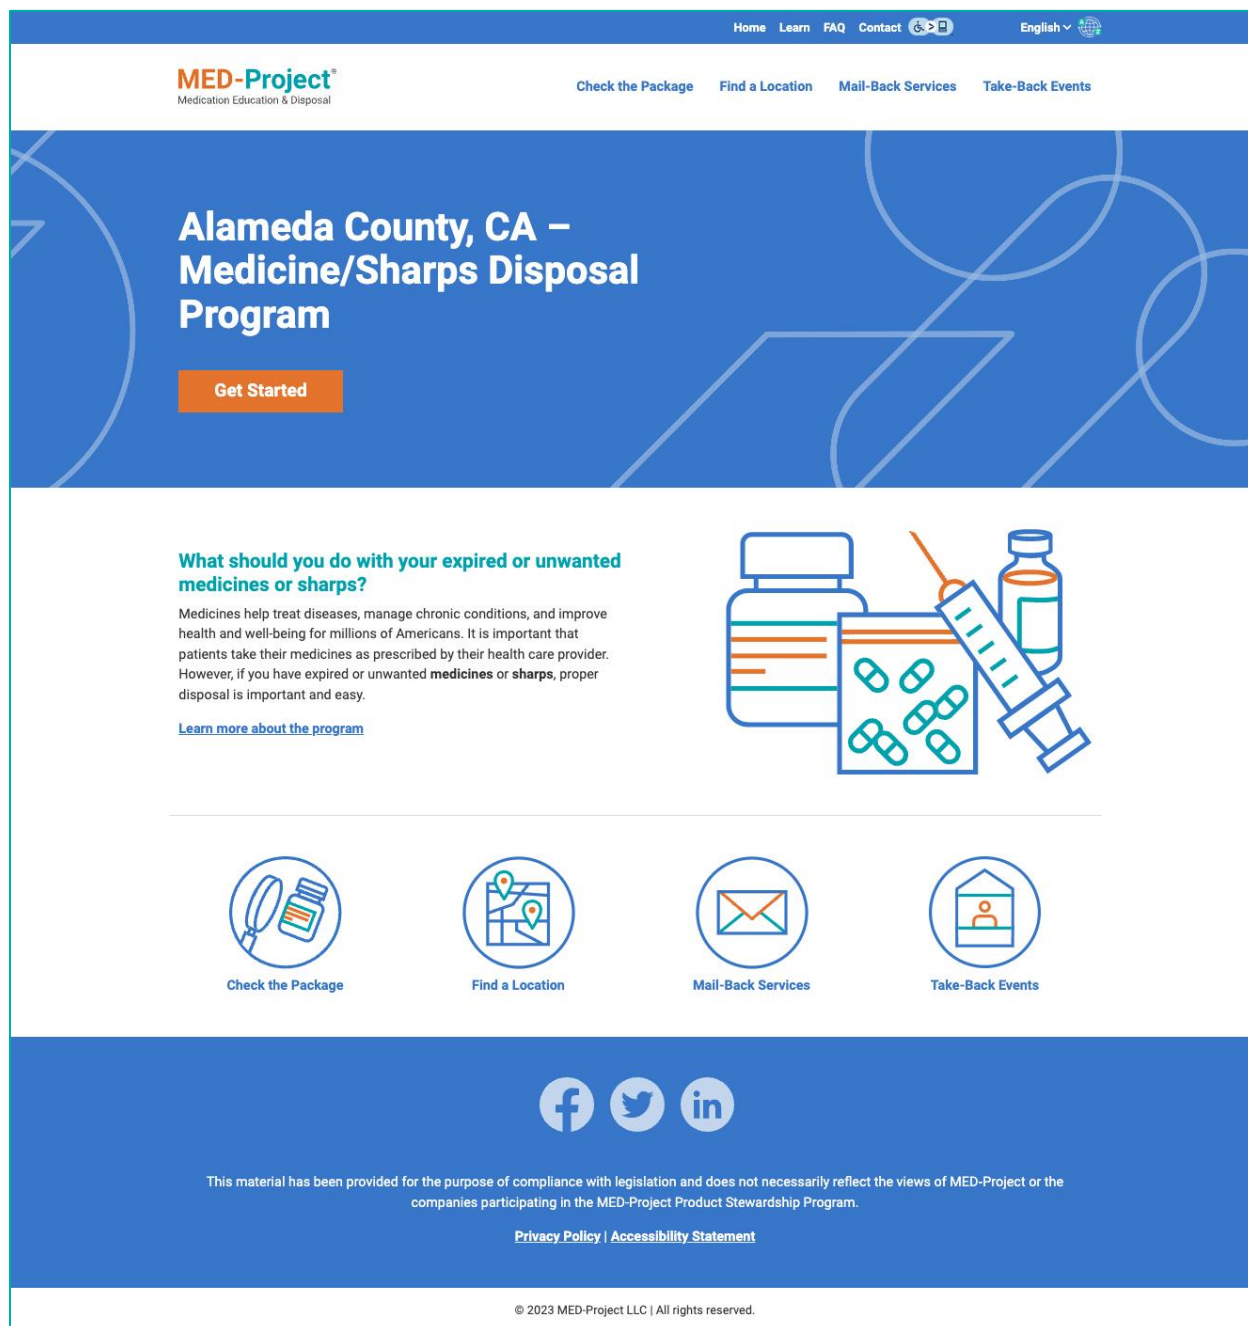 Home Learn FAQ Contact
English
MED-Project®
Medication Education & Disposal
Check the Package Find a Location Mail-Back Services Take-Back Events
Alameda County, CA –
Medicine/Sharps Disposal
Program
Get Started
What should you do with your expired or unwanted
medicines or sharps?
Medicines help treat diseases, manage chronic conditions, and improve
health and well-being for millions of Americans. It is important that
patients take their medicines as prescribed by their health care provider.
However, if you have expired or unwanted medicines or sharps, proper
disposal is important and easy.
Learn more about the program
Check the Package
Find a Location
Mail-Back Services
Take-Back Events
This material has been provided for the purpose of compliance with legislation and does not necessarily reflect the views of MED-Project or the
companies participating in the MED-Project Product Stewardship Program.
Privacy Policy | Accessibility Statement
© 2023 MED-Project LLC | All rights reserved.